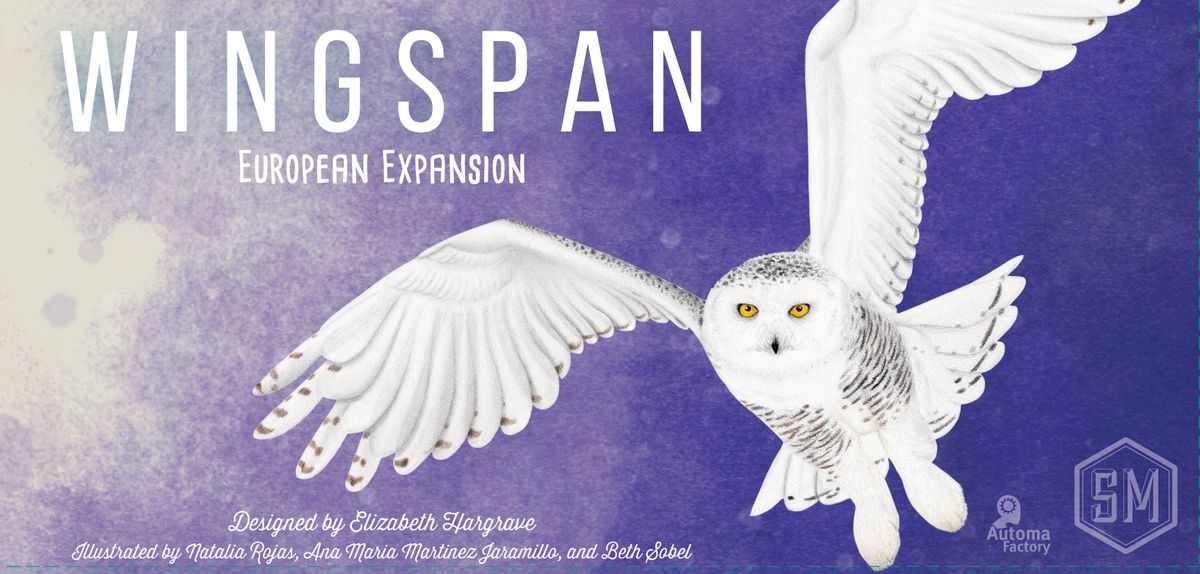 WINGSPAN
EUROPEAN EXPANSION
Designed by Elizabeth Hargrave
Illustrated by Natalia Rojas, Ana Maria Martinez Jaramillo, and Beth Sobel
Automa
Factory
SM